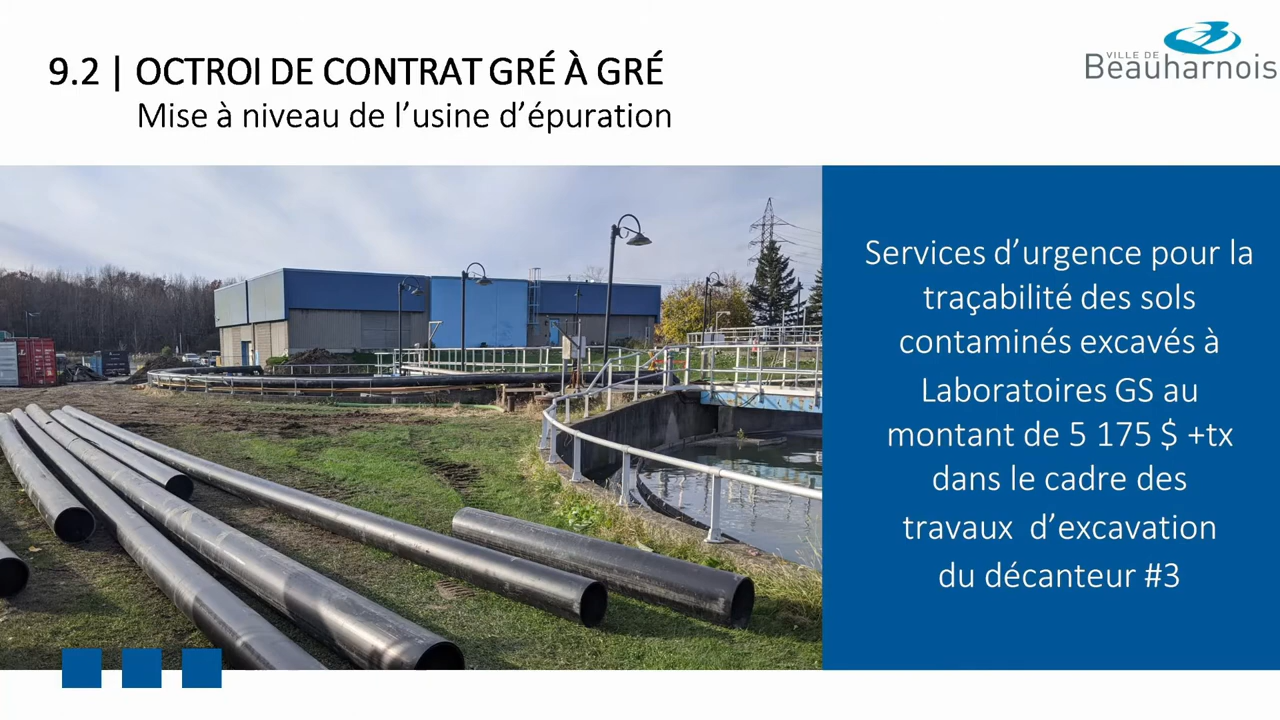 9.2 | OCTROI DE CONTRAT GRÉ À GRÉ
Mise à niveau de l’usine d’épuration
VILLE DE
Beauharnois
Services d’urgence pour la
traçabilité des sols
contaminés excavés à
Laboratoires GS au
montant de 5 175 $ +tx
dans le cadre des
travaux  d’excavation
du décanteur #3